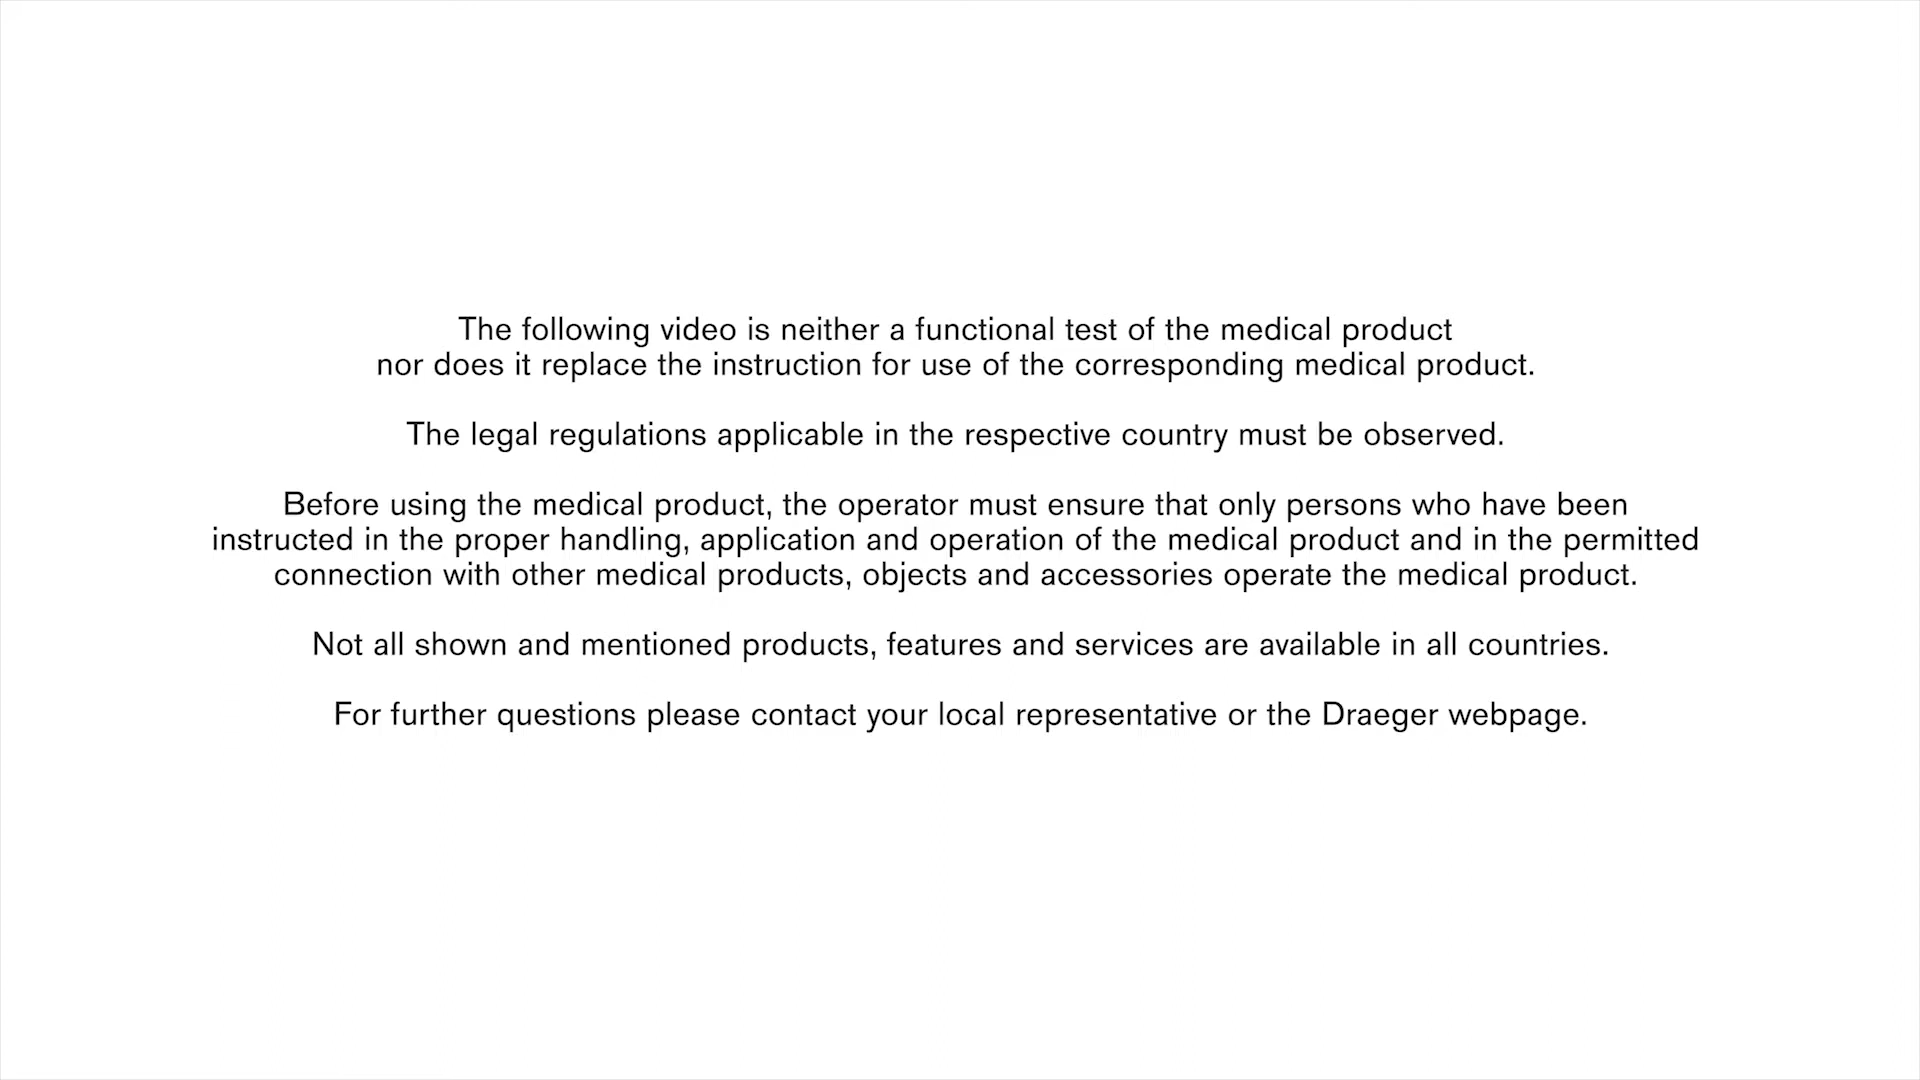 The following video is neither a functional test of the medical product
nor does it replace the instruction for use of the corresponding medical product.
The legal regulations applicable in the respective country must be observed.
Before using the medical product, the operator must ensure that only persons who have been
instructed in the proper handling, application and operation of the medical product and in the permitted
connection with other medical products, objects and accessories operate the medical product.
Not all shown and mentioned products, features and services are available in all countries.
For further questions please contact your local representative or the Draeger webpage.